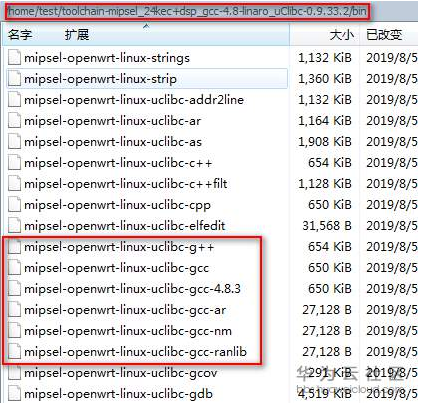 /home/test/toolchain-mipsel_24kec+dsp_gcc-4.8-linaro_uClibc-0.9.33.2/bin
名字 扩展 大小 已改变
mipsel-openwrt-linux-strings 1,132 KiB 2019/8/5
mipsel-openwrt-linux-strip 1,360 KiB 2019/8/5
mipsel-openwrt-linux-uclibc-addr2line 1,132 KiB 2019/8/5
mipsel-openwrt-linux-uclibc-ar 1,164 KiB 2019/8/5
mipsel-openwrt-linux-uclibc-as 1,908 KiB 2019/8/5
mipsel-openwrt-linux-uclibc-c++ 654 KiB 2019/8/5
mipsel-openwrt-linux-uclibc-c++filt 1,128 KiB 2019/8/5
mipsel-openwrt-linux-uclibc-cpp 650 KiB 2019/8/5
mipsel-openwrt-linux-uclibc-elfedit 31,568 B 2019/8/5
mipsel-openwrt-linux-uclibc-g++ 654 KiB 2019/8/5
mipsel-openwrt-linux-uclibc-gcc 650 KiB 2019/8/5
mipsel-openwrt-linux-uclibc-gcc-4.8.3 650 KiB 2019/8/5
mipsel-openwrt-linux-uclibc-gcc-ar 27,128 B 2019/8/5
mipsel-openwrt-linux-uclibc-gcc-nm 27,128 B 2019/8/5
mipsel-openwrt-linux-uclibc-gcc-ranlib 27,128 B 2019/8/5
华为云社区
mipsel-openwrt-linux-uclibc-gcov 291 KiB 2019/8/5
mipsel-openwrt-linux-uclibc-gdb 4,519 KiB 2019/8/5